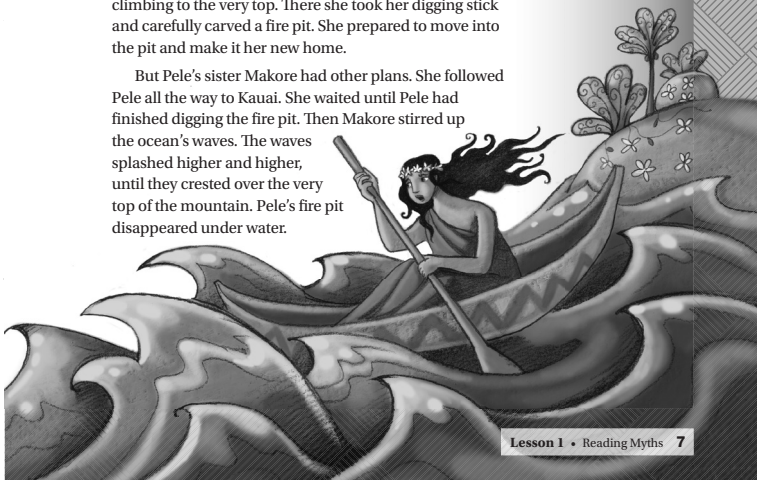 climbing to the very top. There she took her digging stick
and carefully carved a fire pit. She prepared to move into
the pit and make it her new home.
But Pele’s sister Makore had other plans. She followed
Pele all the way to Kauai. She waited until Pele had
finished digging the fire pit. Then Makore stirred up
the ocean’s waves. The waves
splashed higher and higher,
until they crested over the very
top of the mountain. Pele’s fire pit
disappeared under water.
Lesson 1 • Reading Myths 7